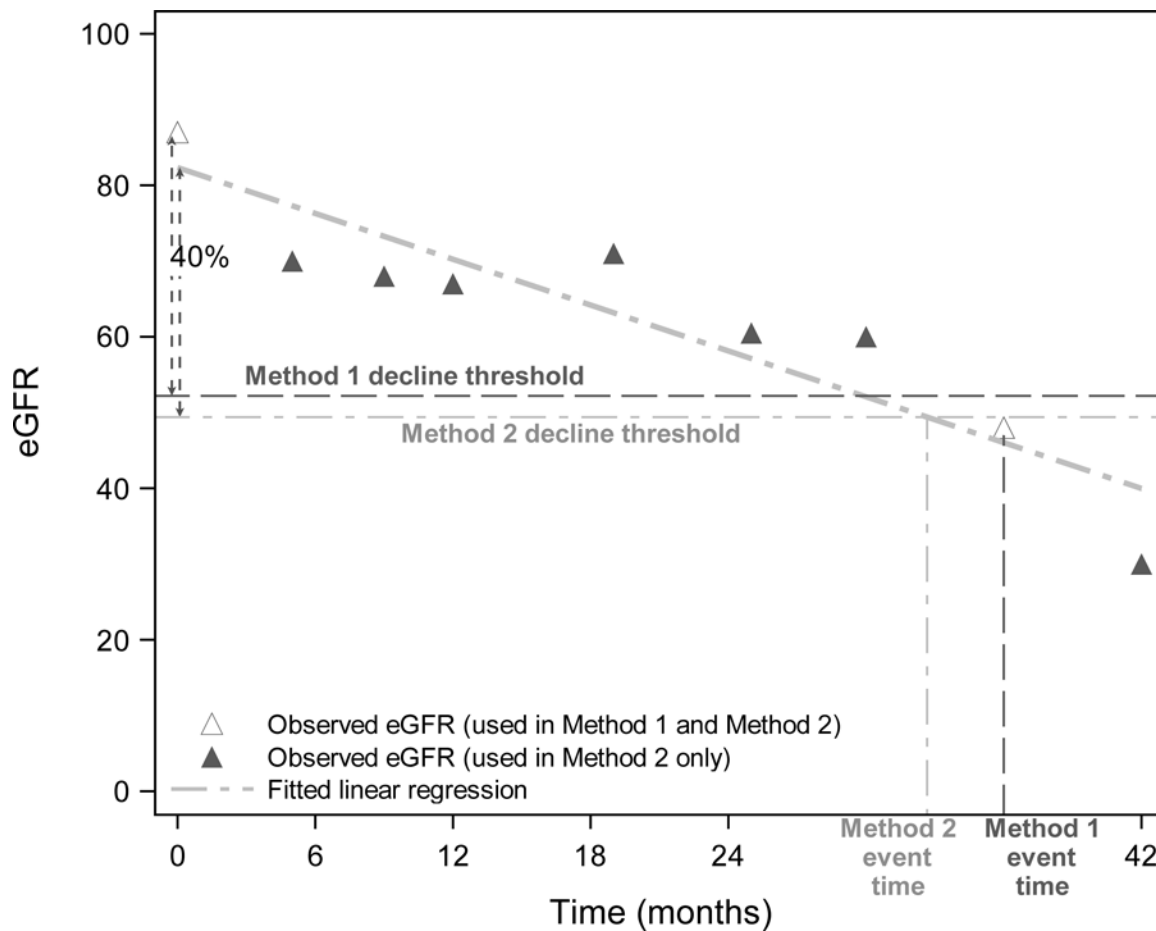 100
80
60
40
20
0
eGFR
40%
Method 1 decline threshold
Method 2 decline threshold
Observed eGFR (used in Method 1 and Method 2)
Observed eGFR (used in Method 2 only)
Fitted linear regression
0 6 12 18 24 42
Method 2
event
time
Method 1
event
time
Time (months)